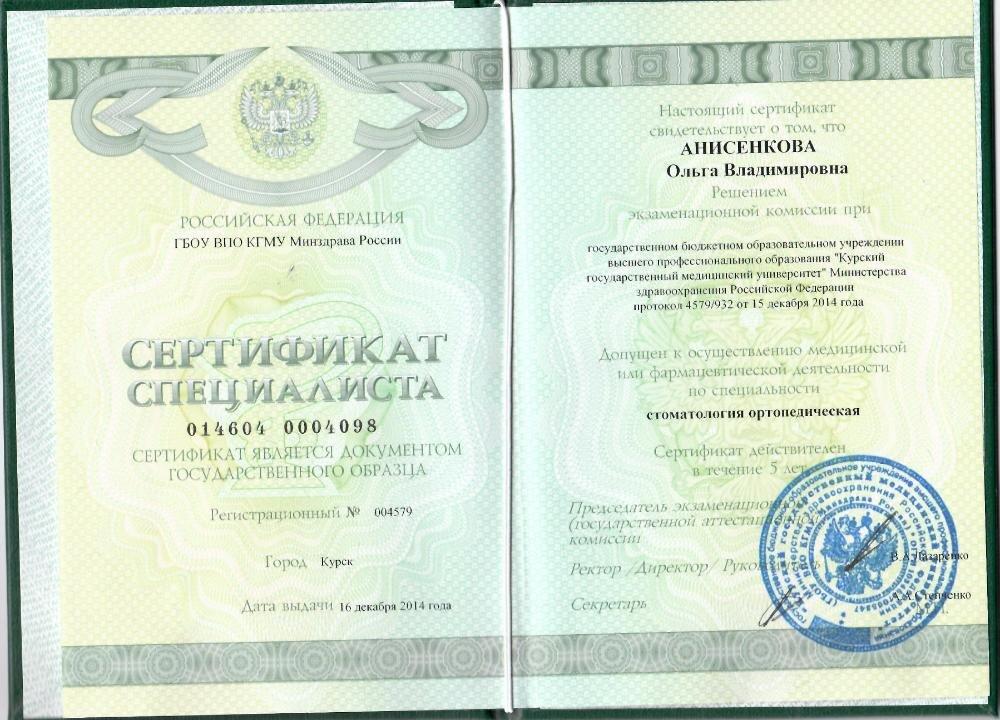 РОССИЙСКАЯ ФЕДЕРАЦИЯ
ГБОУ ВПО КГМУ Минздрава России
СЕРТИФИКАТ
СПЕЦИАЛИСТА
014604 0004098
СЕРТИФИКАТ ЯВЛЯЕТСЯ ДОКУМЕНТОМ
ГОСУДАРСТВЕННОГО ОБРАЗЦА
Регистрационный № 004579
Город Курск
Дата выдачи 16 декабря 2014 года
Настоящий сертификат
свидетельствует о том, что
АНИСЕНКОВА
Ольга Владимировна
Решением
экзаменационной комиссии при
государственном бюджетном образовательном учреждении
высшего профессионального образования "Курский
государственный медицинский университет" Министерства
здравоохранения Российской Федерации
протокол 4579/932 от 15 декабря 2014 года
Допущен к осуществлению медицинской
или фармацевтической деятельности
по специальности
стоматология ортопедическая
Сертификат действителен
в течение 5 лет
Председатель экзаменационной
(государственной аттестационной)
комиссии
В.А.Лазаренко
Ректор /Директор/ Руководитель
Секретарь
А.А.Степченко